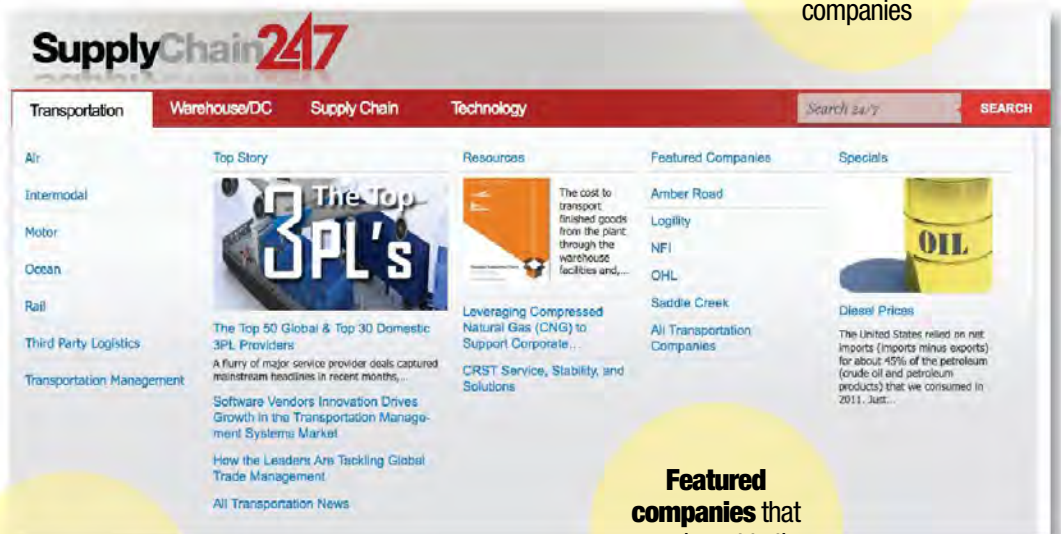 companies
SupplyChain247
Transportation Warehouse/DC Supply Chain Technology Search 24/7 SEARCH
Air
Intermodal
Motor
Ocean
Rail
Third Party Logistics
Transportation Management
Top Story
The Top
3PL's
The Top 50 Global & Top 30 Domestic
3PL Providers
A flurry of major service provider deals captured
mainstream headlines in recent months,...
Software Vendors Innovation Drives
Growth in the Transportation Manage-
ment Systems Market
How the Leaders Are Tackling Global
Trade Management
All Transportation News
Resources
The cost to
transport
finished goods
from the plant
through the
warehouse
facilities and,...
Leveraging Compressed
Natural Gas (CNG) to
Support Corporate...
CRST Service, Stability, and
Solutions
Featured Companies
Amber Road
Logility
NFI
OHL
Saddle Creek
All Transportation
Companies
Specials
OIL
Diesel Prices
The United States relied on net
imports (imports minus exports)
for about 45% of the petroleum
(crude oil and petroleum
products) that we consumed in
2011. Just...
Featured
companies that